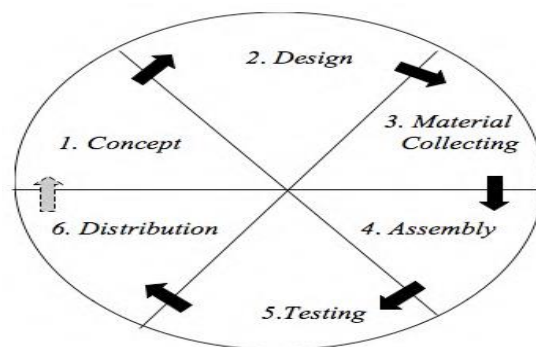 2. Design
3. Material
Collecting
1. Concept
6. Distribution
4. Assembly
5.Testing